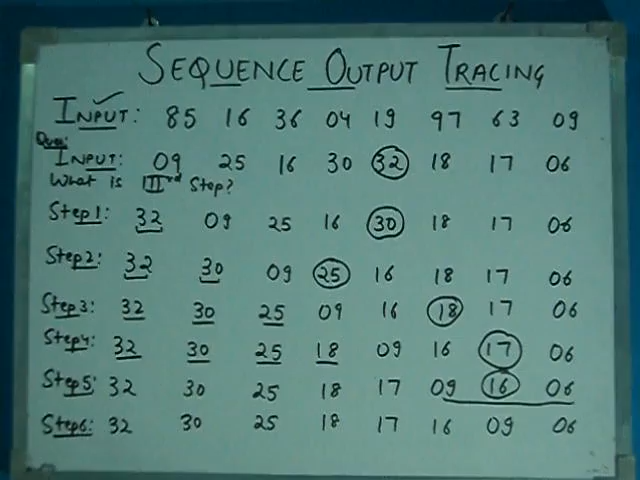 SEQUENCE OUTPUT TRACING
INPUT: 85 16 36 04 19 97 63 09
Ques:
INPUT: 09 25 16 30 32 18 17 06
What is IIIrd Step?
Step1: 32 09 25 16 30 18 17 06
Step2: 32 30 09 25 16 18 17 06
Step3: 32 30 25 09 16 18 17 06
Step4: 32 30 25 18 09 16 17 06
Step5: 32 30 25 18 17 09 16 06
Step6: 32 30 25 18 17 16 09 06